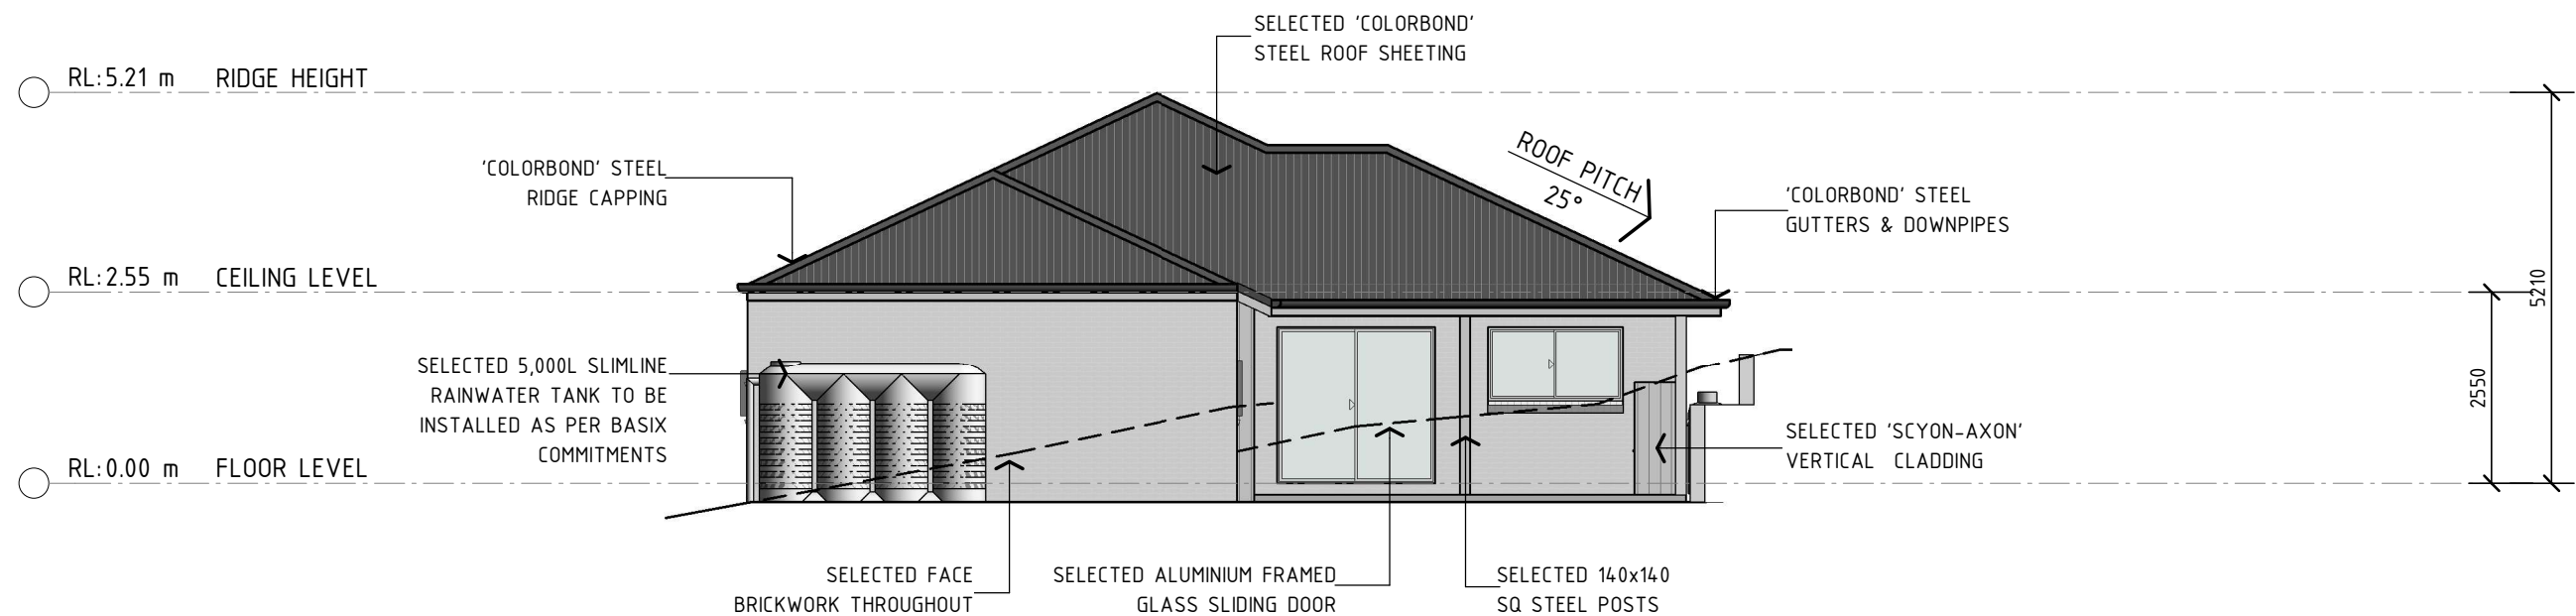 SELECTED 'COLORBOND'
STEEL ROOF SHEETING
RL:5.21 m RIDGE HEIGHT
'COLORBOND' STEEL
RIDGE CAPPING
ROOF PITCH
25°
'COLORBOND' STEEL
GUTTERS & DOWNPIPES
RL:2.55 m CEILING LEVEL
5210
SELECTED 5,000L SLIMLINE
RAINWATER TANK TO BE
INSTALLED AS PER BASIX
COMMITMENTS
2550
SELECTED 'SCYON-AXON'
VERTICAL CLADDING
RL:0.00 m FLOOR LEVEL
SELECTED FACE
BRICKWORK THROUGHOUT
SELECTED ALUMINIUM FRAMED
GLASS SLIDING DOOR
SELECTED 140x140
SQ STEEL POSTS